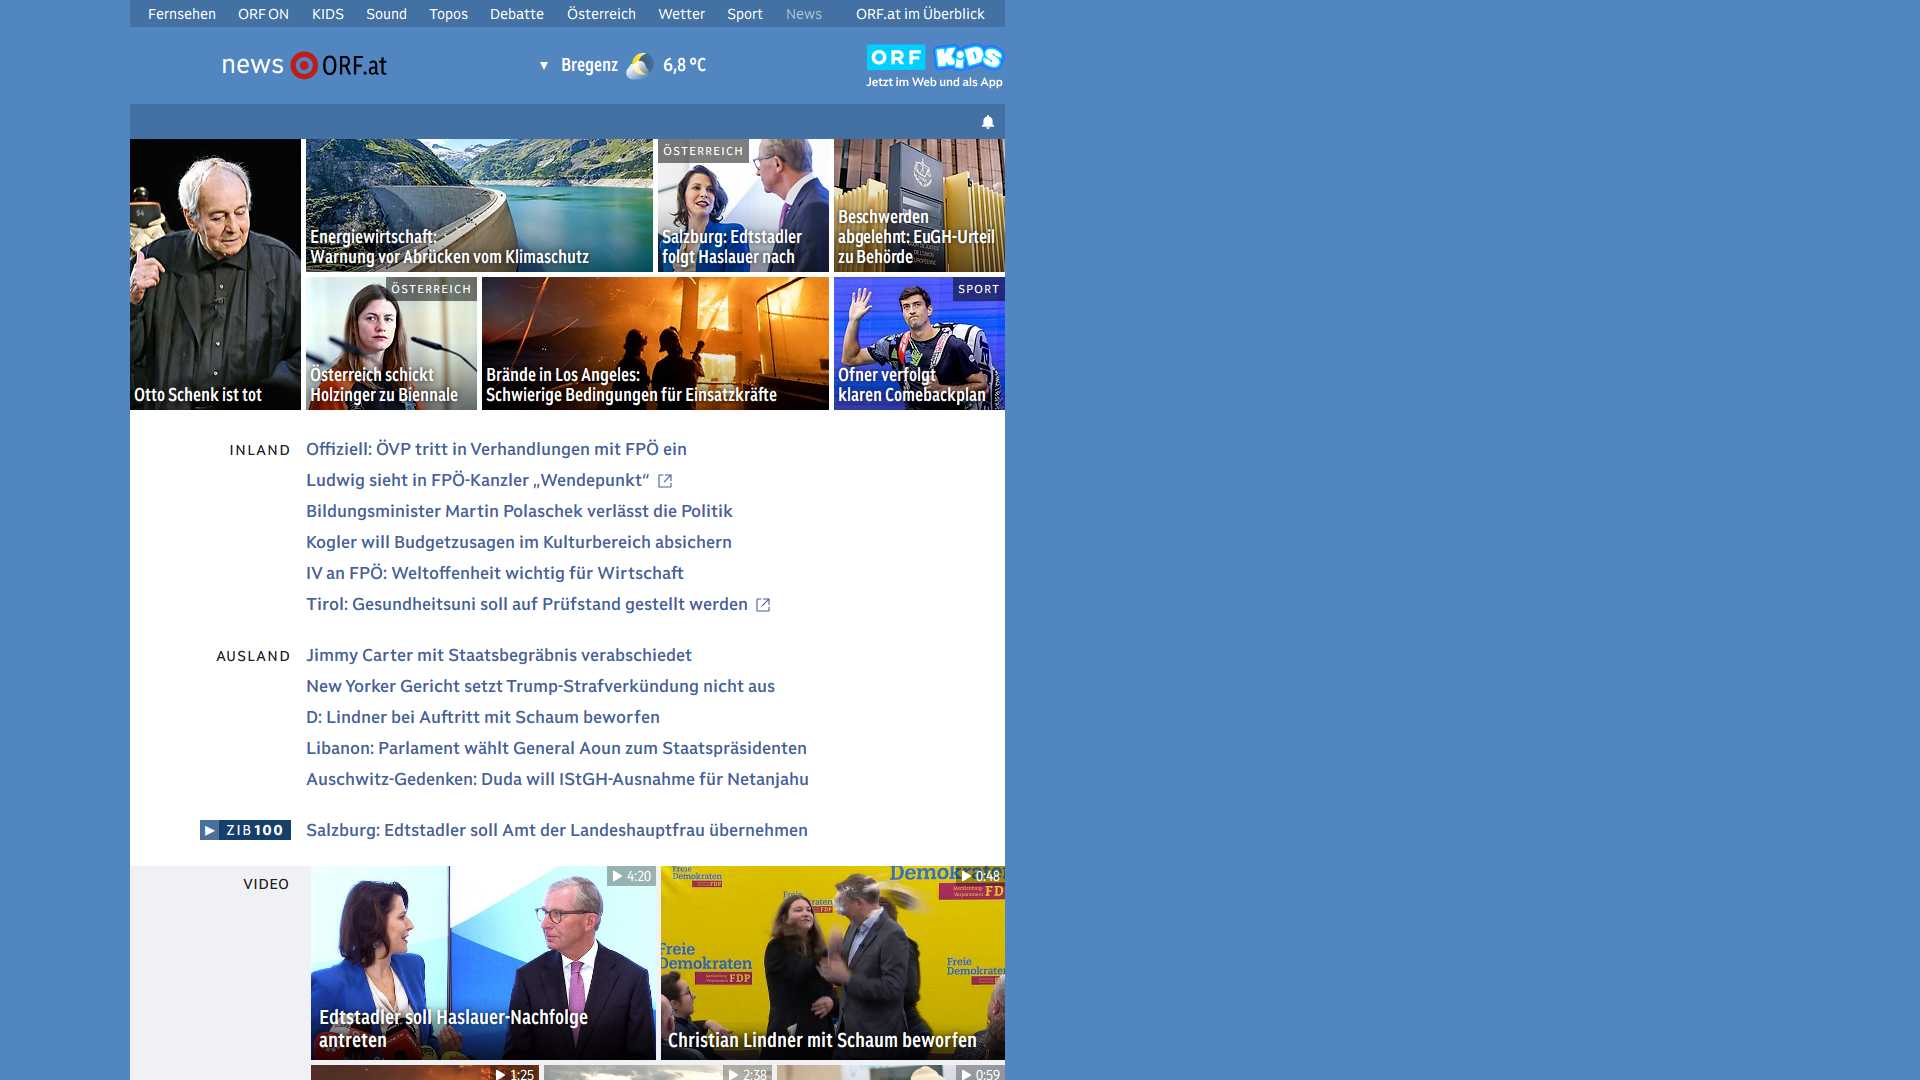 Fernsehen ORF ON KIDS Sound Topos Debatte Österreich Wetter Sport News ORF.at im Überblick
news ORF.at
Bregenz 6,8 °C
ORF KiDS
Jetzt im Web und als App
Otto Schenk ist tot
Energiewirtschaft:
Warnung vor Abrücken vom Klimaschutz
ÖSTERREICH
Salzburg: Edtstadler
folgt Haslauer nach
Beschwerden
abgelehnt: EuGH-Urteil
zu Behörde
ÖSTERREICH
Österreich schickt
Holzinger zu Biennale
Brände in Los Angeles:
Schwierige Bedingungen für Einsatzkräfte
SPORT
Ofner verfolgt
klaren Comebackplan
INLAND
Offiziell: ÖVP tritt in Verhandlungen mit FPÖ ein
Ludwig sieht in FPÖ-Kanzler „Wendepunkt“
Bildungsminister Martin Polaschek verlässt die Politik
Kogler will Budgetzusagen im Kulturbereich absichern
IV an FPÖ: Weltoffenheit wichtig für Wirtschaft
Tirol: Gesundheitsuni soll auf Prüfstand gestellt werden
AUSLAND
Jimmy Carter mit Staatsbegräbnis verabschiedet
New Yorker Gericht setzt Trump-Strafverkündung nicht aus
D: Lindner bei Auftritt mit Schaum beworfen
Libanon: Parlament wählt General Aoun zum Staatspräsidenten
Auschwitz-Gedenken: Duda will IStGH-Ausnahme für Netanjahu
ZIB100
Salzburg: Edtstadler soll Amt der Landeshauptfrau übernehmen
VIDEO
4:20
Edtstadler soll Haslauer-Nachfolge
antreten
0:48
Freie
Demokraten
FDP
Freie
Demokraten
FDP
Christian Lindner mit Schaum beworfen
1:25
2:38
0:59